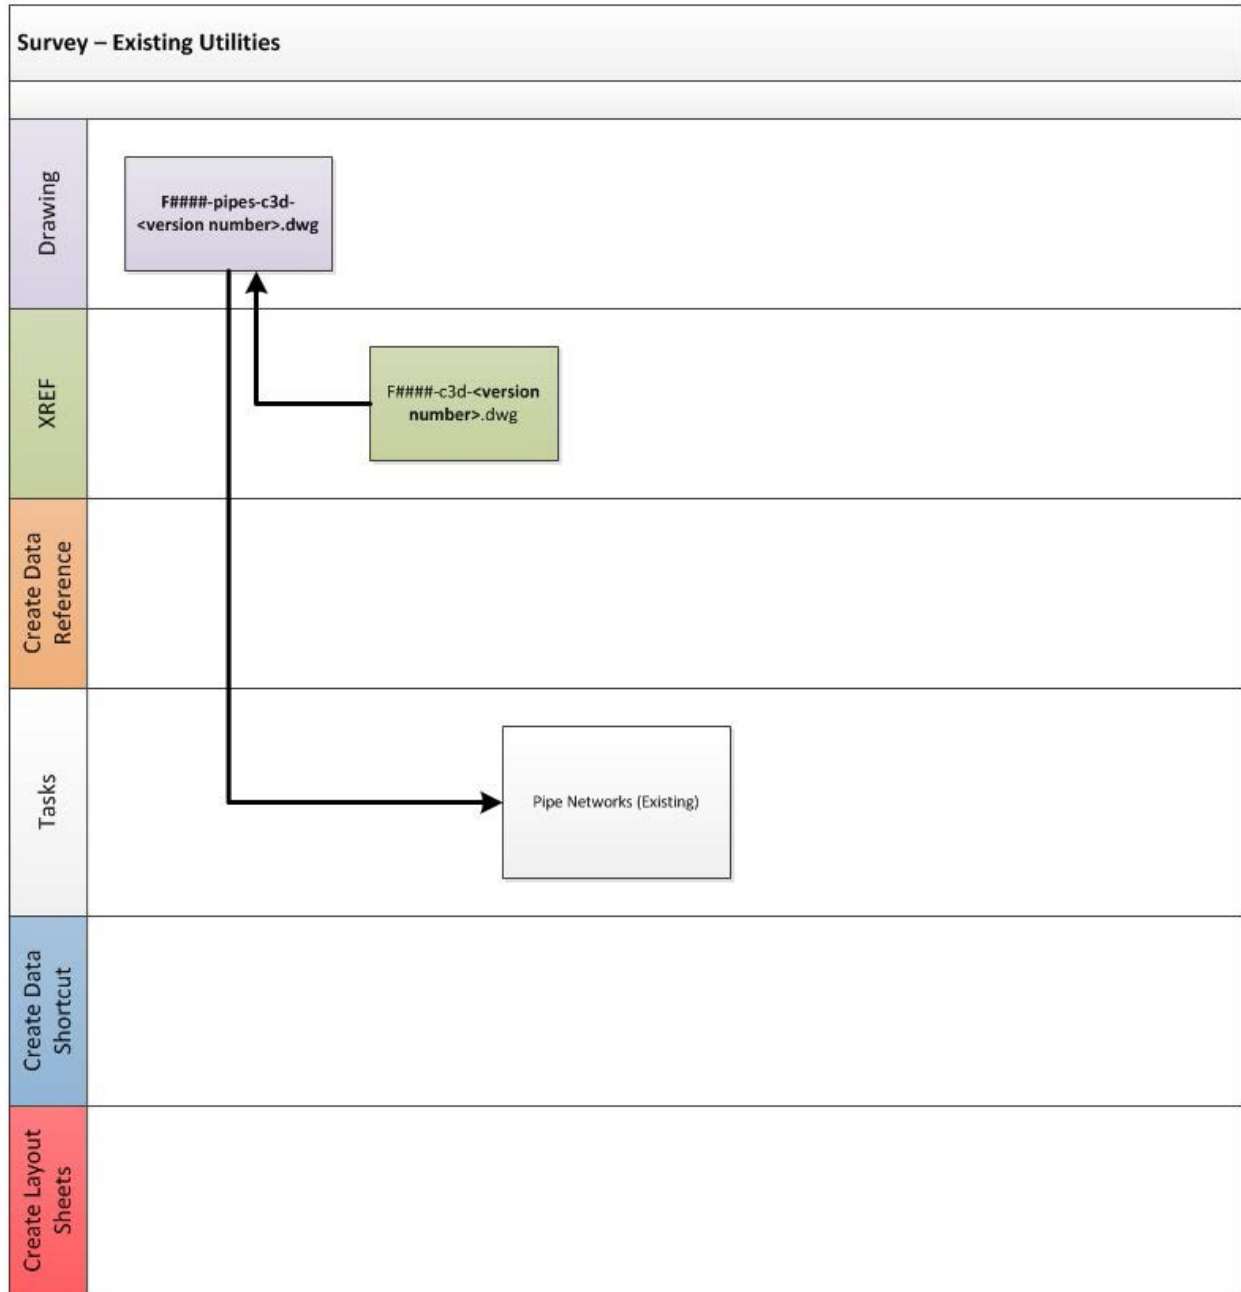 Survey – Existing Utilities
Drawing
F####-pipes-c3d-
<version number>.dwg
XREF
F####-c3d-<version
number>.dwg
Create Data
Reference
Tasks
Pipe Networks (Existing)
Create Data
Shortcut
Create Layout
Sheets